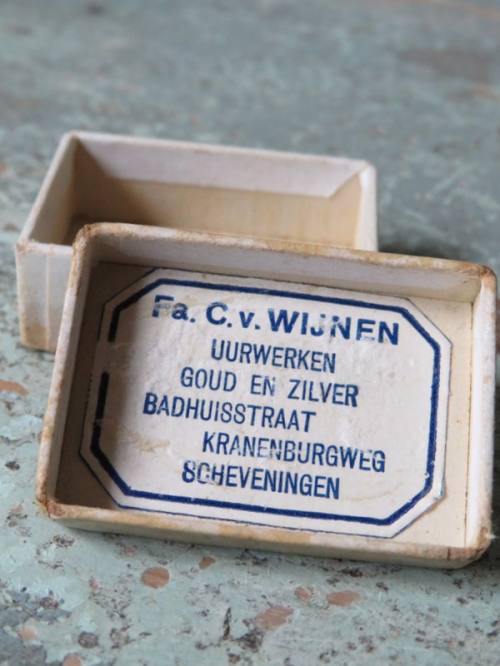 Fa. C. v. WIJNEN
UURWERKEN
GOUD EN ZILVER
BADHUISSTRAAT
KRANENBURGWEG
SCHEVENINGEN